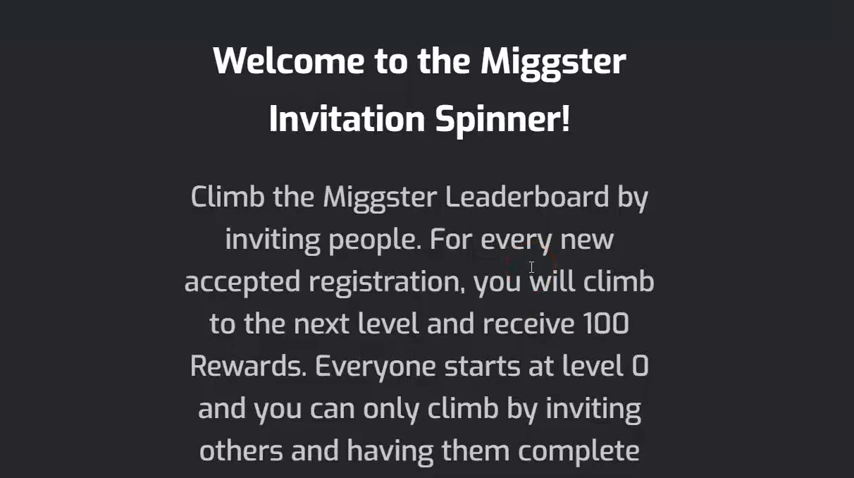 Welcome to the Miggster
Invitation Spinner!
Climb the Miggster Leaderboard by
inviting people. For every new
accepted registration, you will climb
to the next level and receive 100
Rewards. Everyone starts at level 0
and you can only climb by inviting
others and having them complete